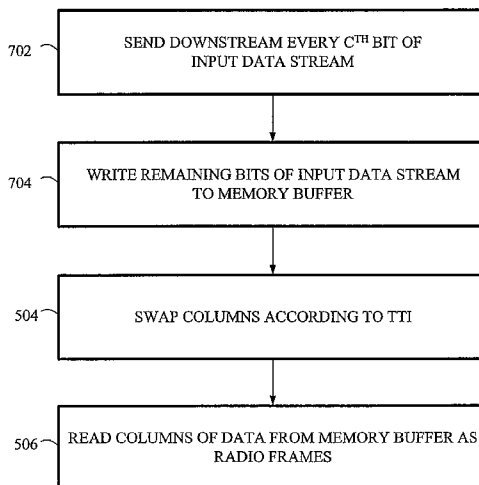 702
SEND DOWNSTREAM EVERY CTH BIT OF
INPUT DATA STREAM
704
WRITE REMAINING BITS OF INPUT DATA STREAM
TO MEMORY BUFFER
504
SWAP COLUMNS ACCORDING TO TTI
506
READ COLUMNS OF DATA FROM MEMORY BUFFER AS
RADIO FRAMES